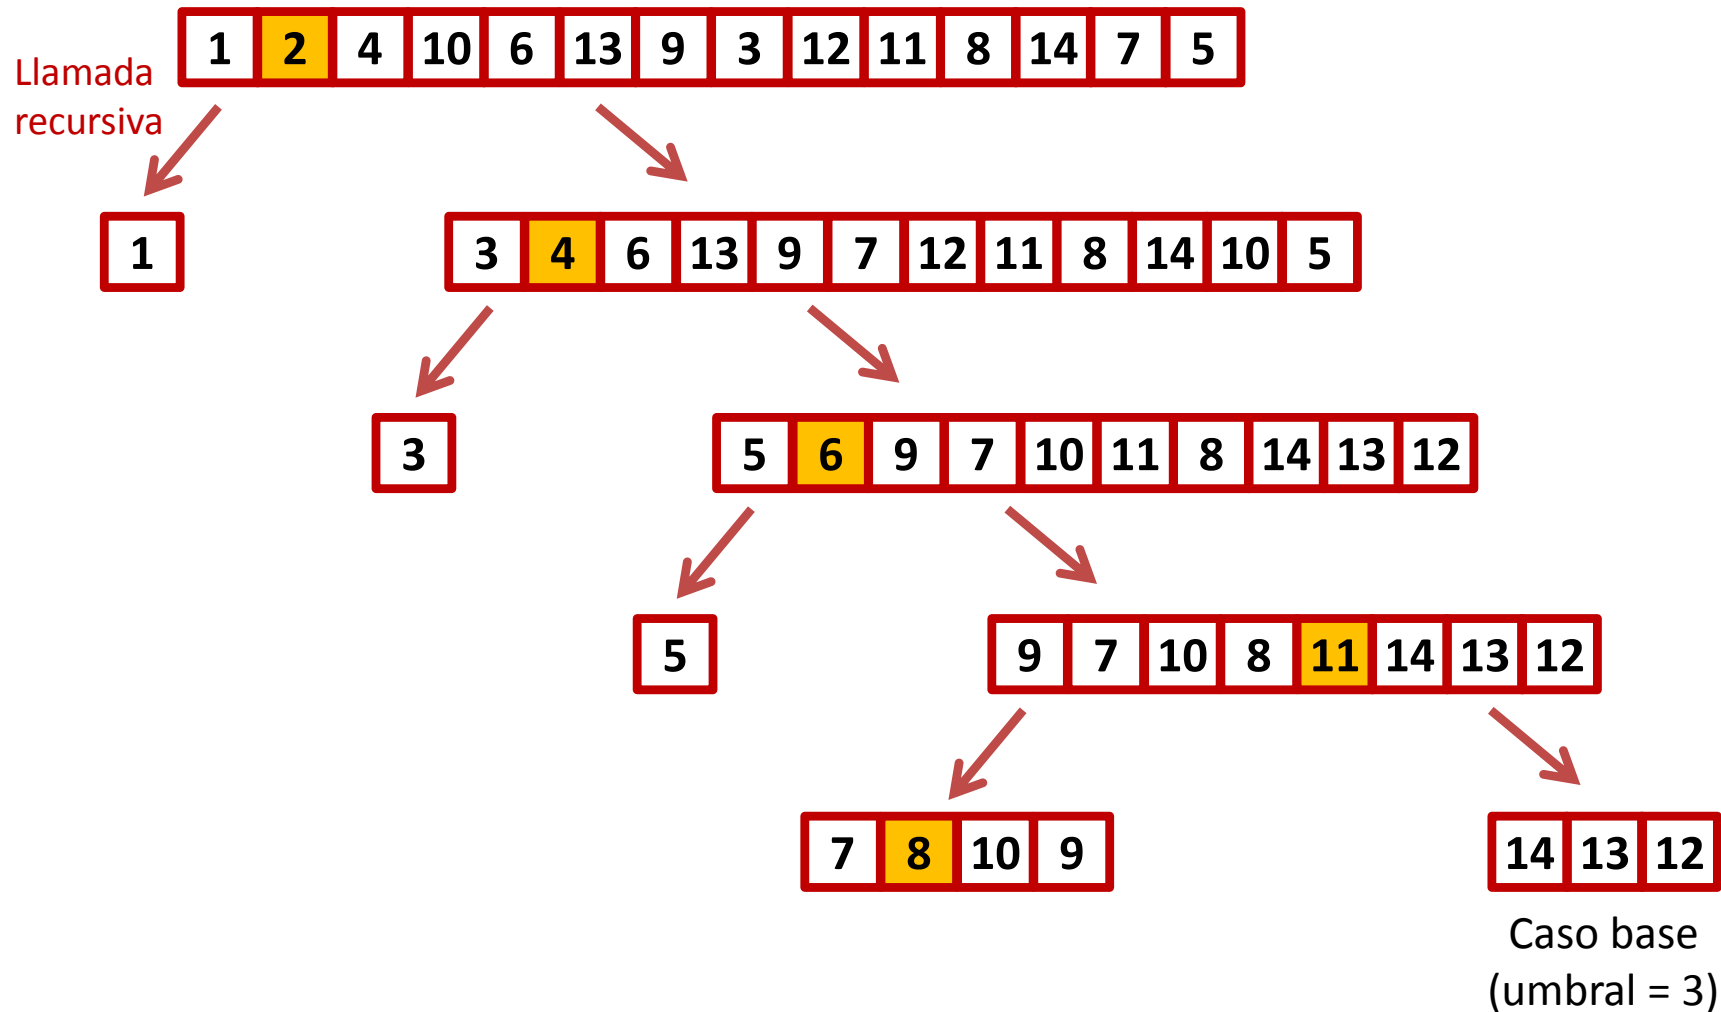 1 2 4 10 6 13 9 3 12 11 8 14 7 5
Llamada
recursiva
1
3 4 6 13 9 7 12 11 8 14 10 5
3
5 6 9 7 10 11 8 14 13 12
5
9 7 10 8 11 14 13 12
7 8 10 9
14 13 12
Caso base
(umbral = 3)